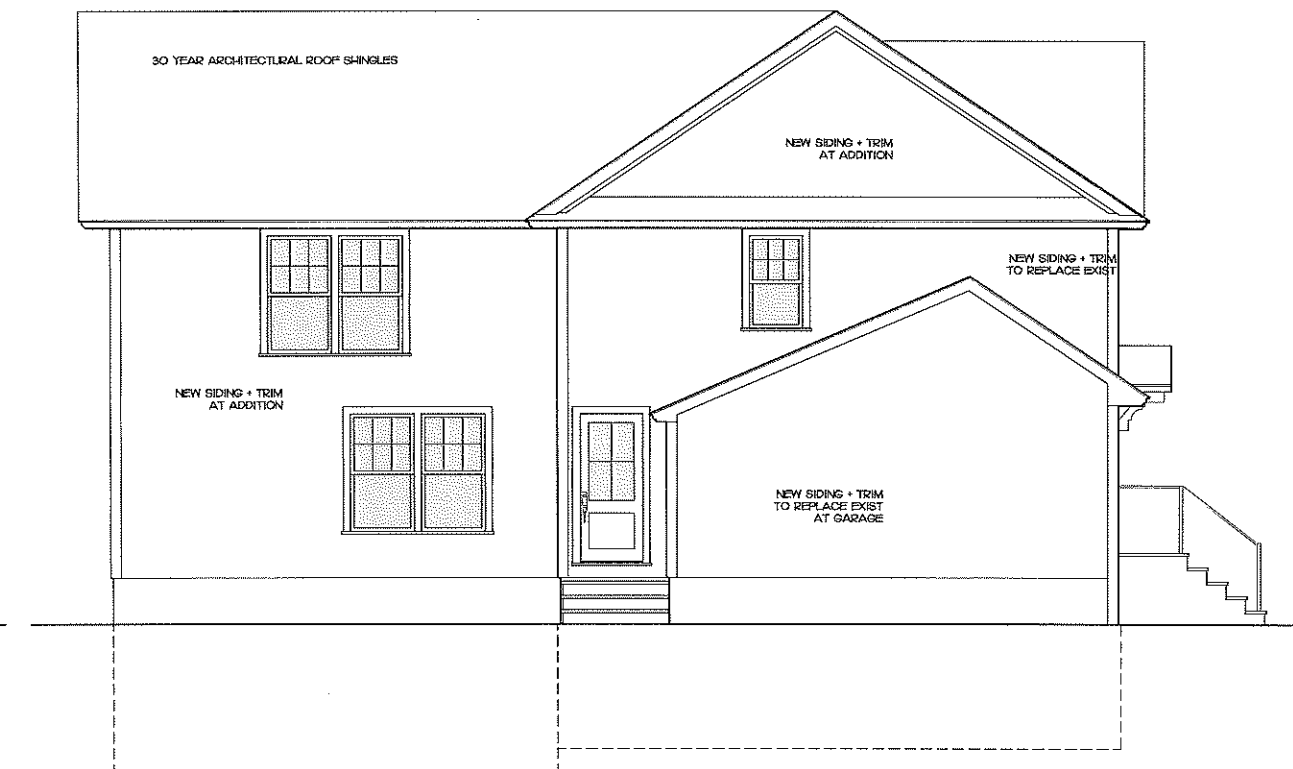 30 YEAR ARCHITECTURAL ROOF SHINGLES
NEW SIDING + TRIM
AT ADDITION
NEW SIDING + TRIM
TO REPLACE EXIST
NEW SIDING + TRIM
AT ADDITION
NEW SIDING + TRIM
TO REPLACE EXIST
AT GARAGE